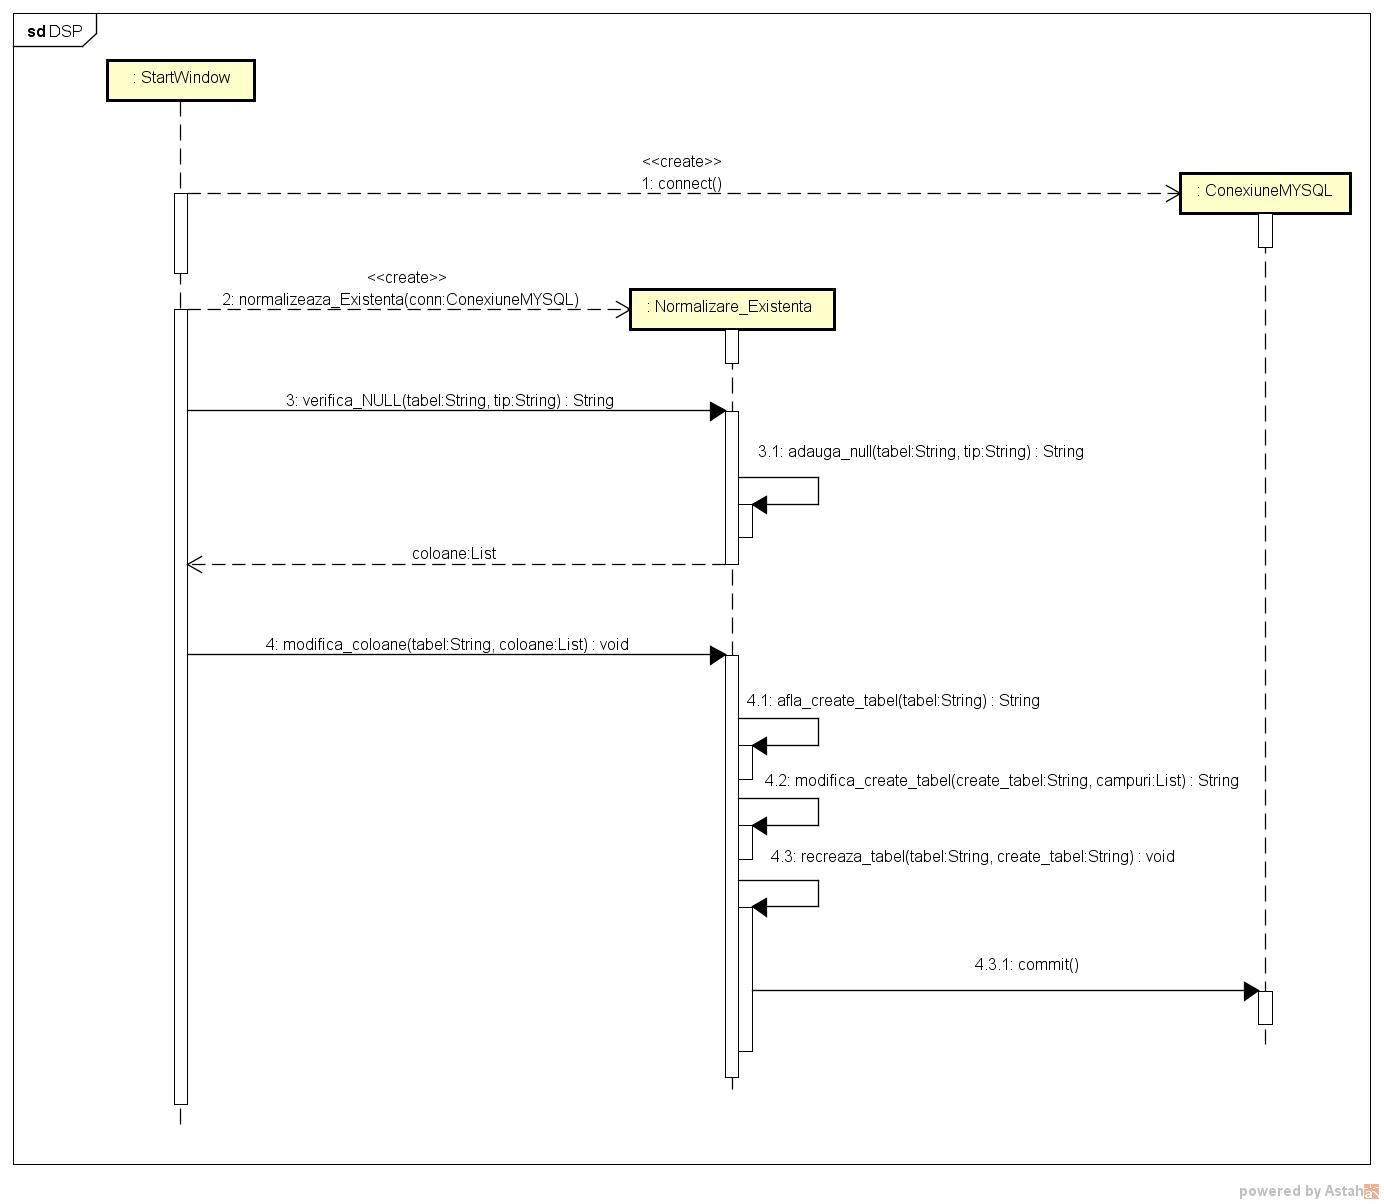 sd DSP
: StartWindow
<<create>>
1: connect()
: ConexiuneMYSQL
<<create>>
2: normalizeaza_Existenta(conn:ConexiuneMYSQL)
: Normalizare_Existenta
3: verifica_NULL(tabel:String, tip:String) : String
3.1: adauga_null(tabel:String, tip:String) : String
coloane:List
4: modifica_coloane(tabel:String, coloane:List) : void
4.1: afla_create_tabel(tabel:String) : String
4.2: modifica_create_tabel(create_tabel:String, campuri:List) : String
4.3: recreaza_tabel(tabel:String, create_tabel:String) : void
4.3.1: commit()
powered by Astah